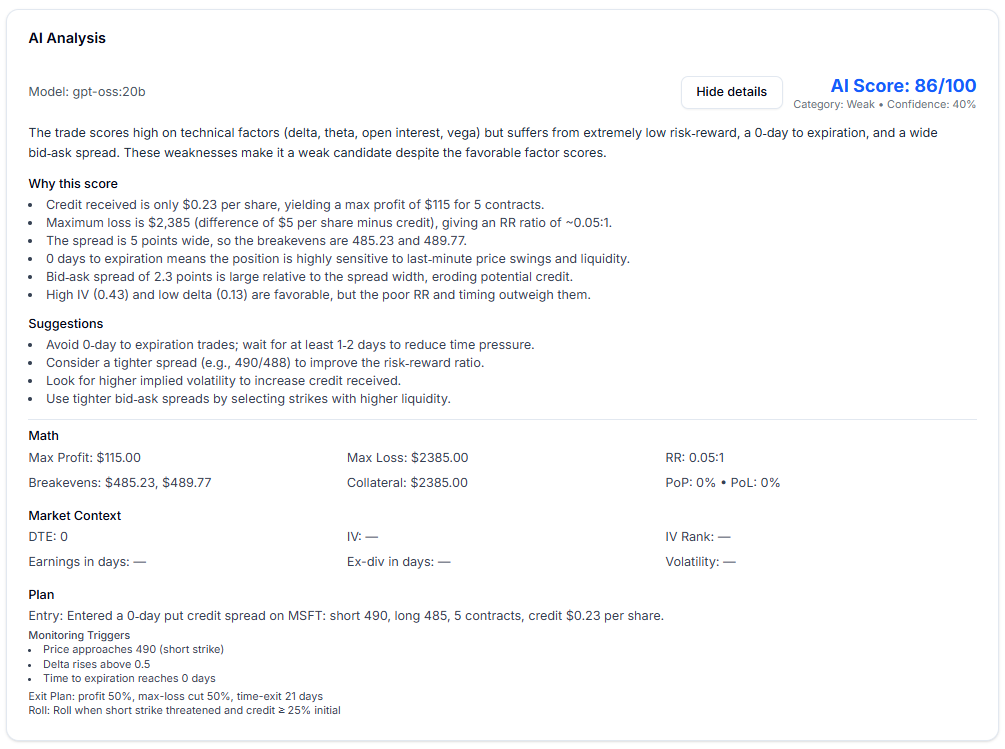 AI Analysis
Model: gpt-oss:20b
Hide details
AI Score: 86/100
Category: Weak • Confidence: 40%
The trade scores high on technical factors (delta, theta, open interest, vega) but suffers from extremely low risk-reward, a 0-day to expiration, and a wide
bid-ask spread. These weaknesses make it a weak candidate despite the favorable factor scores.
Why this score
• Credit received is only $0.23 per share, yielding a max profit of $115 for 5 contracts.
• Maximum loss is $2,385 (difference of $5 per share minus credit), giving an RR ratio of ~0.05:1.
• The spread is 5 points wide, so the breakevens are 485.23 and 489.77.
• 0 days to expiration means the position is highly sensitive to last-minute price swings and liquidity.
• Bid-ask spread of 2.3 points is large relative to the spread width, eroding potential credit.
• High IV (0.43) and low delta (0.13) are favorable, but the poor RR and timing outweigh them.
Suggestions
• Avoid 0-day to expiration trades; wait for at least 1-2 days to reduce time pressure.
• Consider a tighter spread (e.g., 490/488) to improve the risk-reward ratio.
• Look for higher implied volatility to increase credit received.
• Use tighter bid-ask spreads by selecting strikes with higher liquidity.
Math
Max Profit: $115.00
Max Loss: $2385.00
RR: 0.05:1
Breakevens: $485.23, $489.77
Collateral: $2385.00
PoP: 0% • PoL: 0%
Market Context
DTE: 0
IV: —
IV Rank: —
Earnings in days: —
Ex-div in days: —
Volatility: —
Plan
Entry: Entered a 0-day put credit spread on MSFT: short 490, long 485, 5 contracts, credit $0.23 per share.
Monitoring Triggers
• Price approaches 490 (short strike)
• Delta rises above 0.5
• Time to expiration reaches 0 days
Exit Plan: profit 50%, max-loss cut 50%, time-exit 21 days
Roll: Roll when short strike threatened and credit ≥ 25% initial